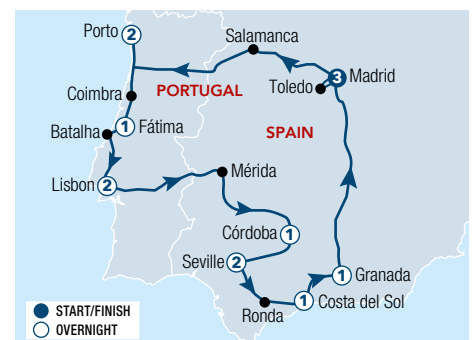 Porto 2
Salamanca
3 Madrid
Toledo
PORTUGAL
Coimbra
SPAIN
1 Fátima
Batalha
Mérida
Lisbon 2
Córdoba 1
Seville 2
1 Granada
1 Costa del Sol
Ronda
START/FINISH
OVERNIGHT